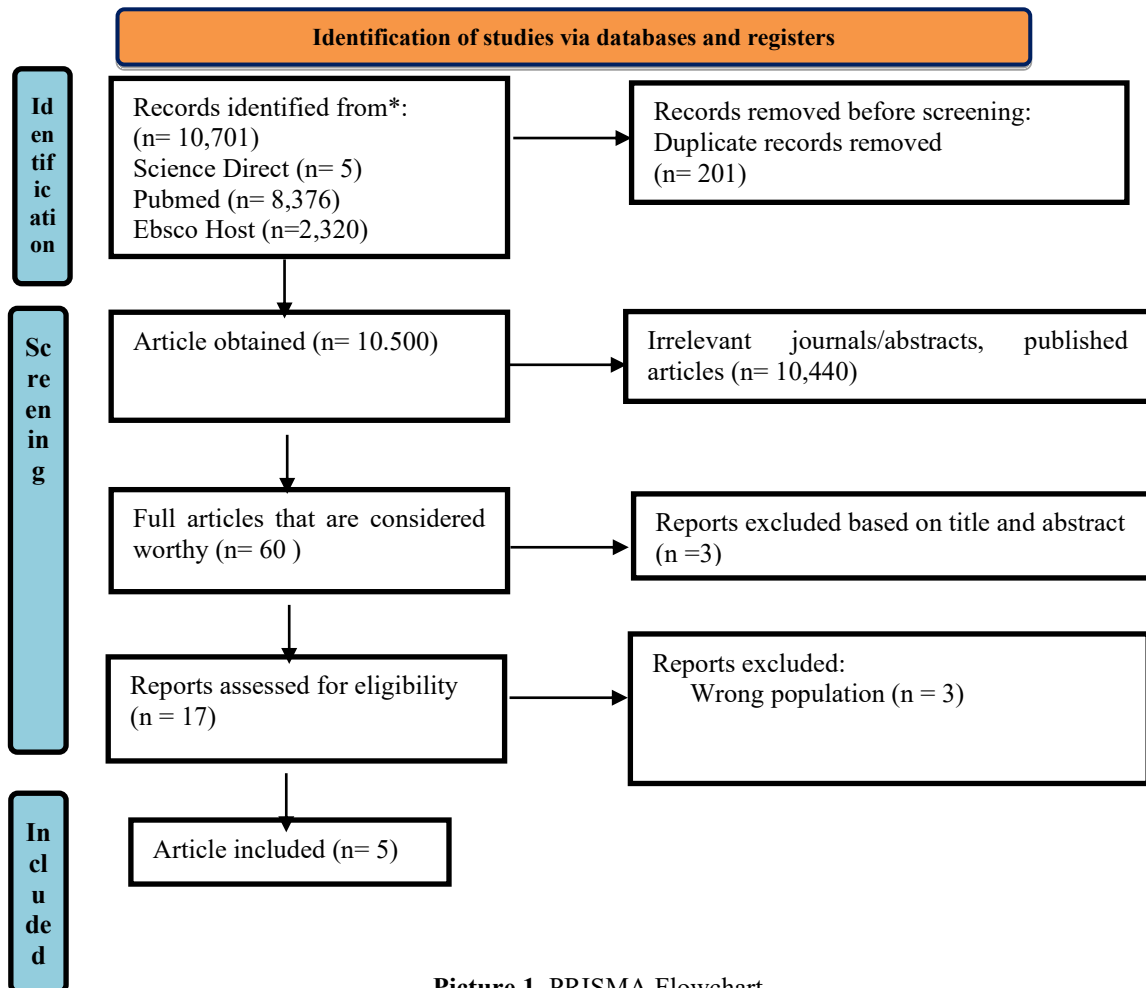 Identification of studies via databases and registers
Id
en
tif
ic
ati
on
Records identified from*:
(n= 10,701)
Science Direct (n= 5)
Pubmed (n= 8,376)
Ebsco Host (n=2,320)
Records removed before screening:
Duplicate records removed
(n= 201)
Sc
re
en
in
g
Article obtained (n= 10.500)
Irrelevant journals/abstracts, published
articles (n= 10,440)
Full articles that are considered
worthy (n= 60 )
Reports excluded based on title and abstract
(n =3)
Reports assessed for eligibility
(n = 17)
Reports excluded:
Wrong population (n = 3)
In
cl
u
de
d
Article included (n= 5)
Picture 1. PRISMA Flowchart